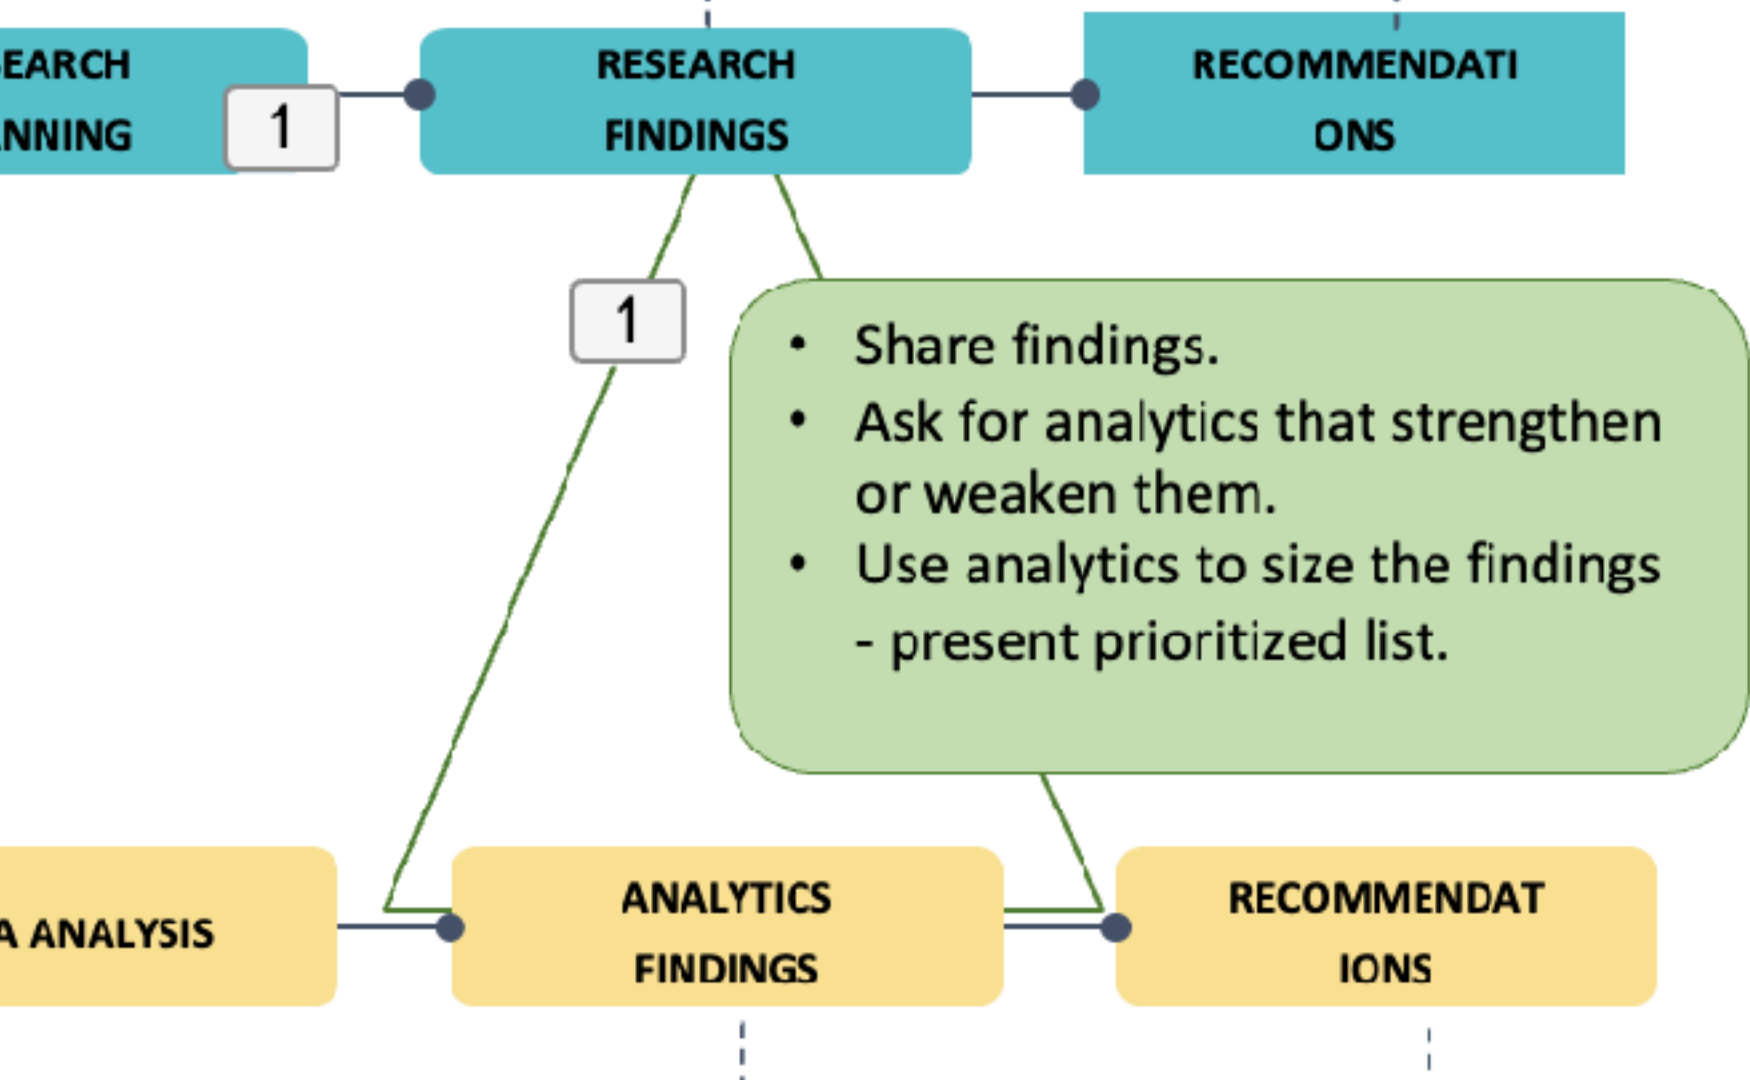 EARCH
NNING
1
RESEARCH
FINDINGS
RECOMMENDATI
ONS
1
• Share findings.
• Ask for analytics that strengthen
or weaken them.
• Use analytics to size the findings
- present prioritized list.
A ANALYSIS
ANALYTICS
FINDINGS
RECOMMENDAT
IONS